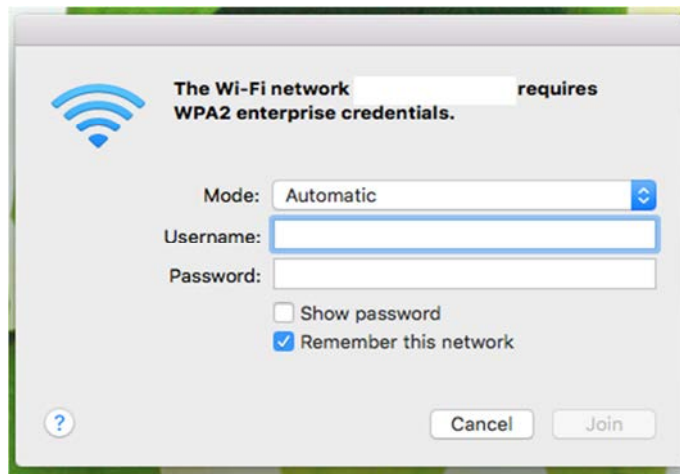 The Wi-Fi network requires
WPA2 enterprise credentials.
Mode: Automatic
Username:
Password:
Show password
Remember this network
? Cancel Join